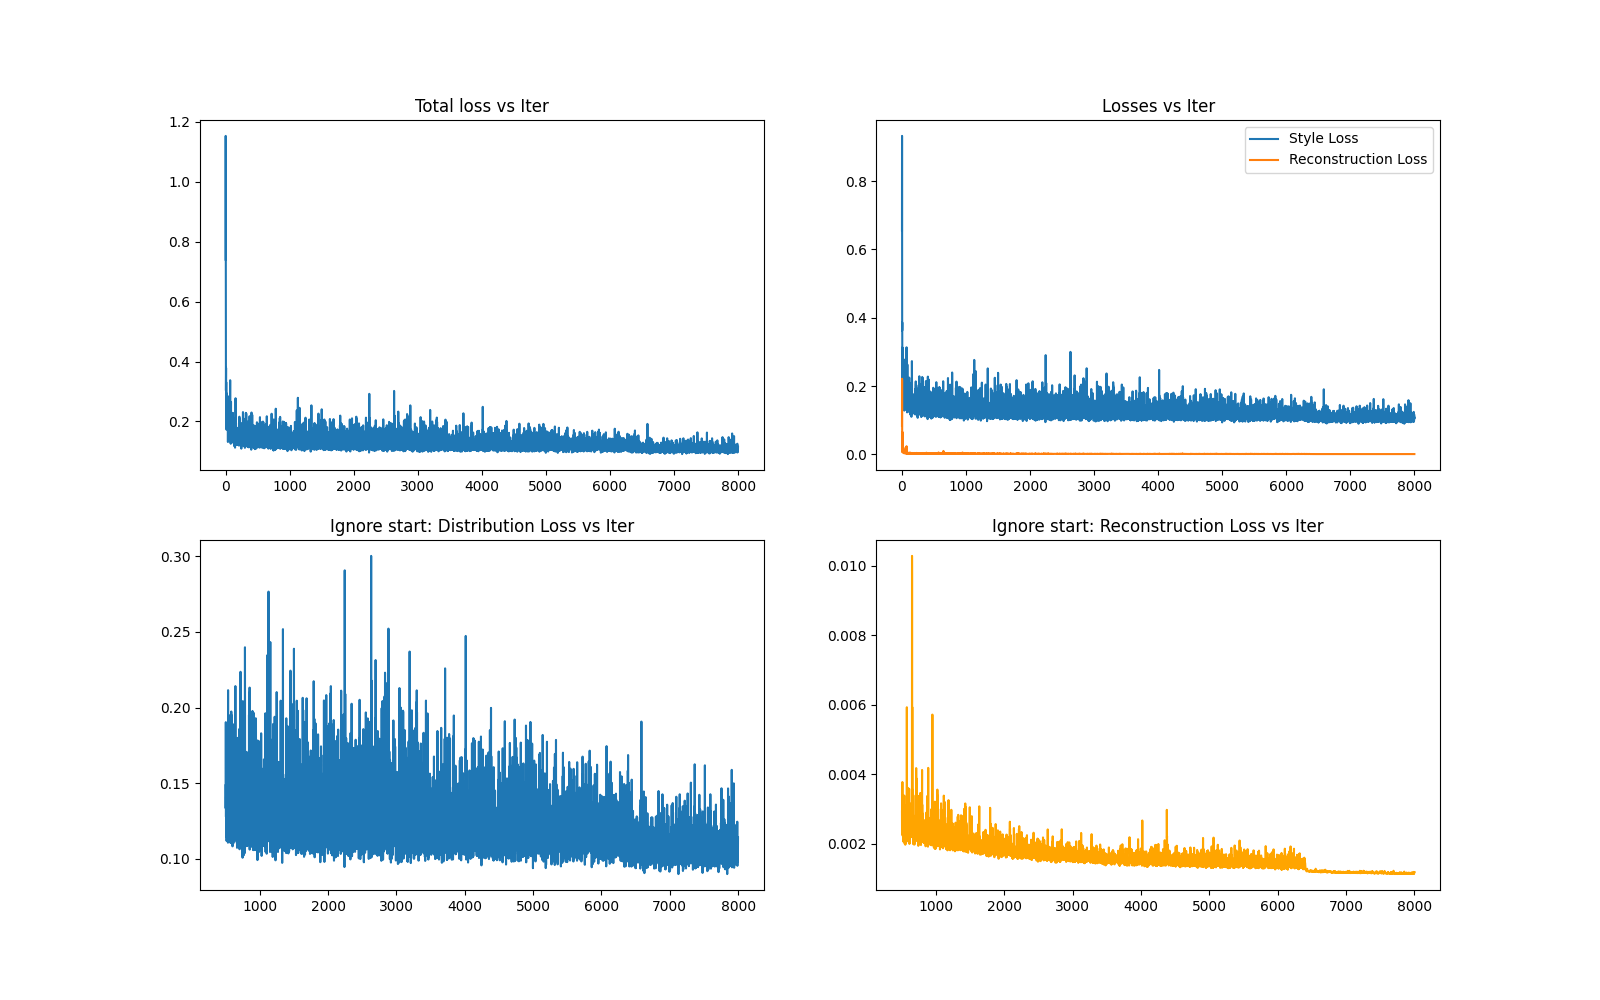 Total loss vs Iter
1.2
1.0
0.8
0.6
0.4
0.2
0 1000 2000 3000 4000 5000 6000 7000 8000
Losses vs Iter
Style Loss
Reconstruction Loss
0.8
0.6
0.4
0.2
0.0
0 1000 2000 3000 4000 5000 6000 7000 8000
Ignore start: Distribution Loss vs Iter
0.30
0.25
0.20
0.15
0.10
1000 2000 3000 4000 5000 6000 7000 8000
Ignore start: Reconstruction Loss vs Iter
0.010
0.008
0.006
0.004
0.002
1000 2000 3000 4000 5000 6000 7000 8000